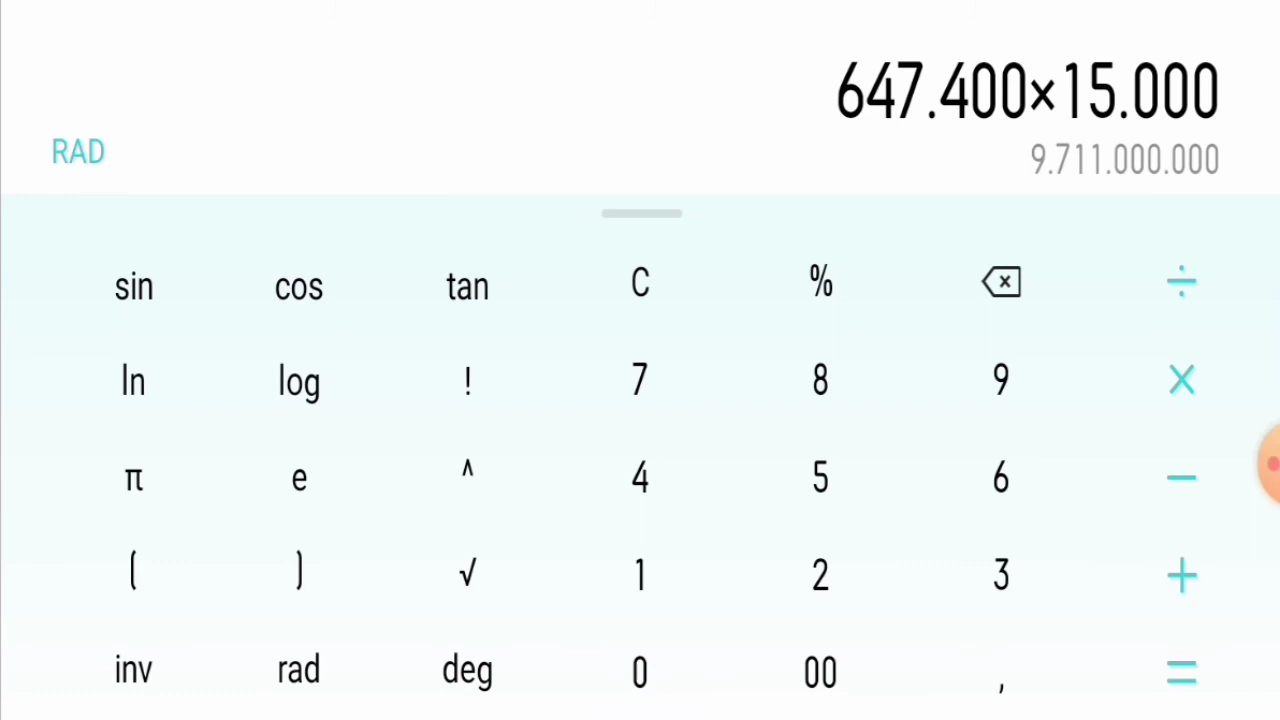 647.400×15.000
RAD
9.711.000.000
sin cos tan C % ÷
ln log ! 7 8 9 ×
π e ^ 4 5 6 −
( ) √ 1 2 3 +
inv rad deg 0 00 , =